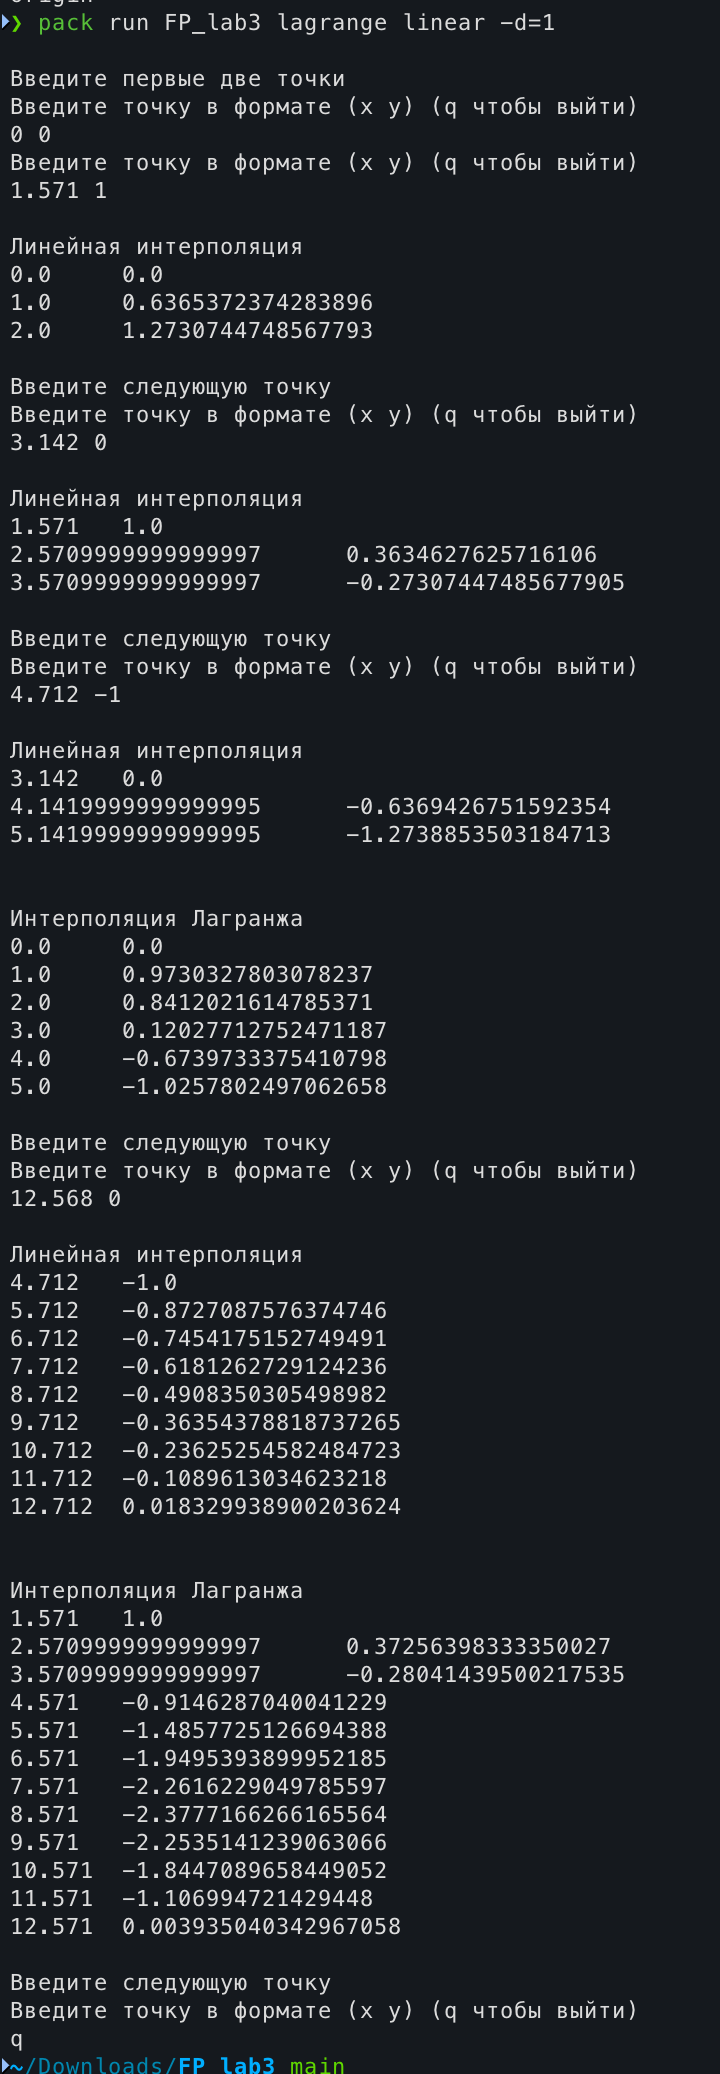 ❯ pack run FP_lab3 lagrange linear -d=1
Введите первые две точки
Введите точку в формате (x y) (q чтобы выйти)
0 0
Введите точку в формате (x y) (q чтобы выйти)
1.571 1
Линейная интерполяция
0.0 0.0
1.0 0.6365372374283896
2.0 1.2730744748567793
Введите следующую точку
Введите точку в формате (x y) (q чтобы выйти)
3.142 0
Линейная интерполяция
1.571 1.0
2.5709999999999997 0.3634627625716106
3.5709999999999997 -0.27307447485677905
Введите следующую точку
Введите точку в формате (x y) (q чтобы выйти)
4.712 -1
Линейная интерполяция
3.142 0.0
4.1419999999999995 -0.6369426751592354
5.1419999999999995 -1.2738853503184713
Интерполяция Лагранжа
0.0 0.0
1.0 0.9730327803078237
2.0 0.8412021614785371
3.0 0.12027712752471187
4.0 -0.6739733375410798
5.0 -1.0257802497062658
Введите следующую точку
Введите точку в формате (x y) (q чтобы выйти)
12.568 0
Линейная интерполяция
4.712 -1.0
5.712 -0.8727087576374746
6.712 -0.7454175152749491
7.712 -0.6181262729124236
8.712 -0.4908350305498982
9.712 -0.36354378818737265
10.712 -0.23625254582484723
11.712 -0.1089613034623218
12.712 0.018329938900203624
Интерполяция Лагранжа
1.571 1.0
2.5709999999999997 0.37256398333350027
3.5709999999999997 -0.28041439500217535
4.571 -0.9146287040041229
5.571 -1.4857725126694388
6.571 -1.9495393899952185
7.571 -2.2616229049785597
8.571 -2.3777166266165564
9.571 -2.2535141239063066
10.571 -1.8447089658449052
11.571 -1.106994721429448
12.571 0.003935040342967058
Введите следующую точку
Введите точку в формате (x y) (q чтобы выйти)
q
~/Downloads/FP_lab3 main